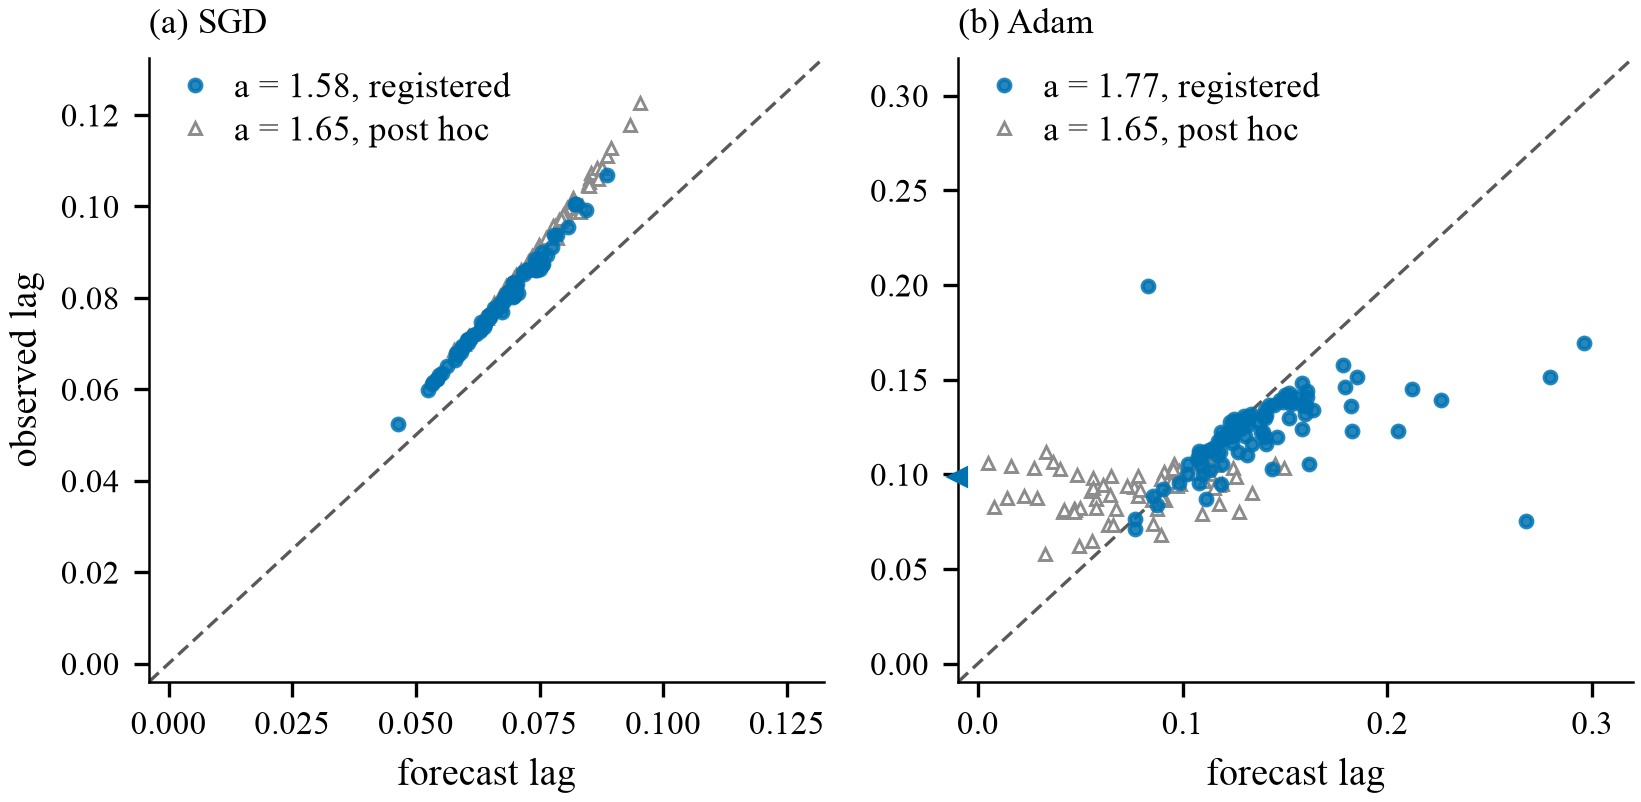 (a) SGD
a = 1.58, registered
a = 1.65, post hoc
observed lag
0.12
0.10
0.08
0.06
0.04
0.02
0.00
0.000 0.025 0.050 0.075 0.100 0.125
forecast lag
(b) Adam
a = 1.77, registered
a = 1.65, post hoc
0.30
0.25
0.20
0.15
0.10
0.05
0.00
0.0 0.1 0.2 0.3
forecast lag